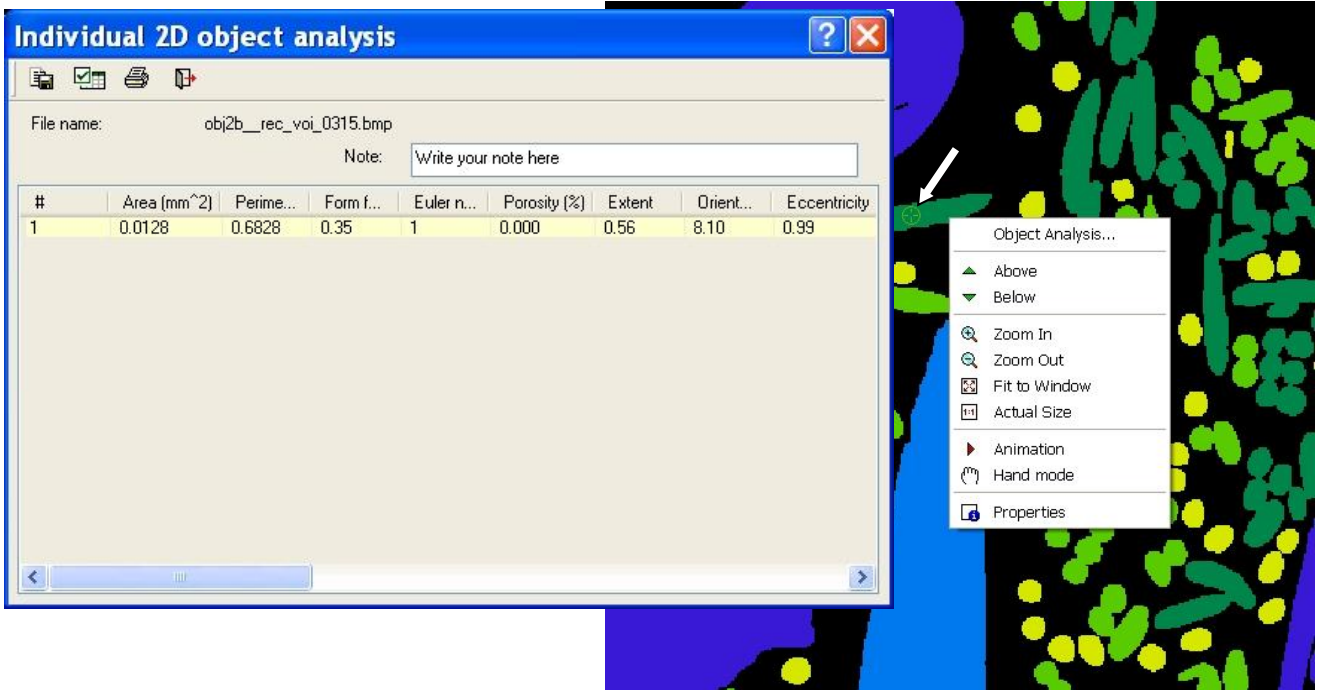 Individual 2D object analysis
File name: obj2b__rec_voi_0315.bmp
Note: Write your note here
# Area (mm^2) Perime... Form f... Euler n... Porosity (%) Extent Orient... Eccentricity
1 0.0128 0.6828 0.35 1 0.000 0.56 8.10 0.99
Object Analysis...
Above
Below
Zoom In
Zoom Out
Fit to Window
1:1 Actual Size
Animation
Hand mode
Properties